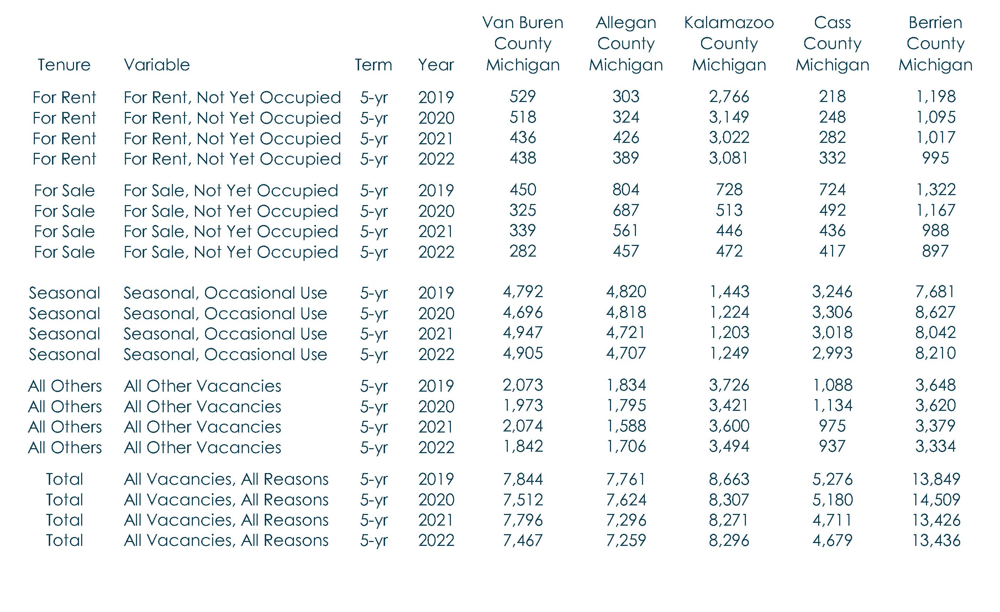 Van Buren Allegan Kalamazoo Cass Berrien
County County County County County
Tenure Variable Term Year Michigan Michigan Michigan Michigan Michigan
For Rent For Rent, Not Yet Occupied 5-yr 2019 529 303 2,766 218 1,198
For Rent For Rent, Not Yet Occupied 5-yr 2020 518 324 3,149 248 1,095
For Rent For Rent, Not Yet Occupied 5-yr 2021 436 426 3,022 282 1,017
For Rent For Rent, Not Yet Occupied 5-yr 2022 438 389 3,081 332 995
For Sale For Sale, Not Yet Occupied 5-yr 2019 450 804 728 724 1,322
For Sale For Sale, Not Yet Occupied 5-yr 2020 325 687 513 492 1,167
For Sale For Sale, Not Yet Occupied 5-yr 2021 339 561 446 436 988
For Sale For Sale, Not Yet Occupied 5-yr 2022 282 457 472 417 897
Seasonal Seasonal, Occasional Use 5-yr 2019 4,792 4,820 1,443 3,246 7,681
Seasonal Seasonal, Occasional Use 5-yr 2020 4,696 4,818 1,224 3,306 8,627
Seasonal Seasonal, Occasional Use 5-yr 2021 4,947 4,721 1,203 3,018 8,042
Seasonal Seasonal, Occasional Use 5-yr 2022 4,905 4,707 1,249 2,993 8,210
All Others All Other Vacancies 5-yr 2019 2,073 1,834 3,726 1,088 3,648
All Others All Other Vacancies 5-yr 2020 1,973 1,795 3,421 1,134 3,620
All Others All Other Vacancies 5-yr 2021 2,074 1,588 3,600 975 3,379
All Others All Other Vacancies 5-yr 2022 1,842 1,706 3,494 937 3,334
Total All Vacancies, All Reasons 5-yr 2019 7,844 7,761 8,663 5,276 13,849
Total All Vacancies, All Reasons 5-yr 2020 7,512 7,624 8,307 5,180 14,509
Total All Vacancies, All Reasons 5-yr 2021 7,796 7,296 8,271 4,711 13,426
Total All Vacancies, All Reasons 5-yr 2022 7,467 7,259 8,296 4,679 13,436